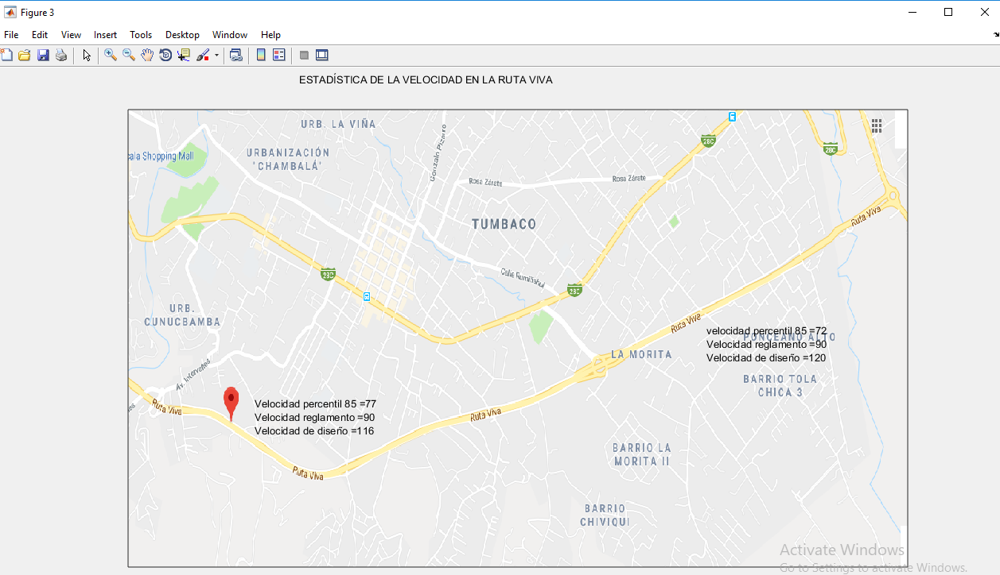 Figure 3
File Edit View Insert Tools Desktop Window Help
ESTADÍSTICA DE LA VELOCIDAD EN LA RUTA VIVA
URB. LA VIÑA
URBANIZACIÓN
"CHAMBALÁ"
ala Shopping Mall
Gonzalo Pizarro
28C
28C
Rosa Zárate
Rosa Zárate
Ruta Viva
TUMBACO
28C
Calle Rumiñahui
28C
URB.
CUNUCBAMBA
Ruta Viva
velocidad percentil 85 =72
PONCEANO ALTO
Velocidad reglamento =90
Velocidad de diseño =120
LA MORITA
Av. Intervalles
BARRIO TOLA
CHICA 3
Ruta Viva
Velocidad percentil 85 =77
Velocidad reglamento =90
Velocidad de diseño =116
Ruta Viva
BARRIO LA
MORITA II
Ruta Viva
BARRIO
CHIVIQUI
Activate Windows
Go to Settings to activate Windows.